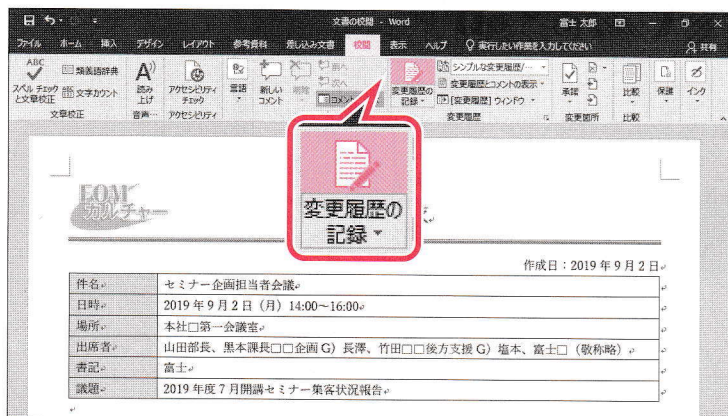 文書の校閲 - Word
富士 太郎
ファイル ホーム 挿入 デザイン レイアウト 参考資料 差し込み文書 校閲 表示 ヘルプ 実行したい作業を入力してください 共有
ABC
スペル チェックと文章校正
類義語辞典
文字カウント
文章校正
A
読み上げ
音声…
アクセシビリティチェック
アクセシビリティ
言語
新しいコメント
削除
前へ
次へ
コメン
変更履歴の記録
シンプルな変更履歴/…
変更履歴とコメントの表示
[変更履歴] ウィンドウ
変更履歴
承諾
変更箇所
比較
比較
保護
インク
変更履歴の
記録
FOM
カルチャー
作成日：2019 年 9 月 2 日
件名 セミナー企画担当者会議
日時 2019 年 9 月 2 日（月）14:00～16:00
場所 本社□第一会議室
出席者 山田部長、黒木課長□□企画 G）長澤、竹田□□後方支援 G）塩本、富士□（敬称略）
書記 富士
議題 2019 年度 7 月開講セミナー集客状況報告